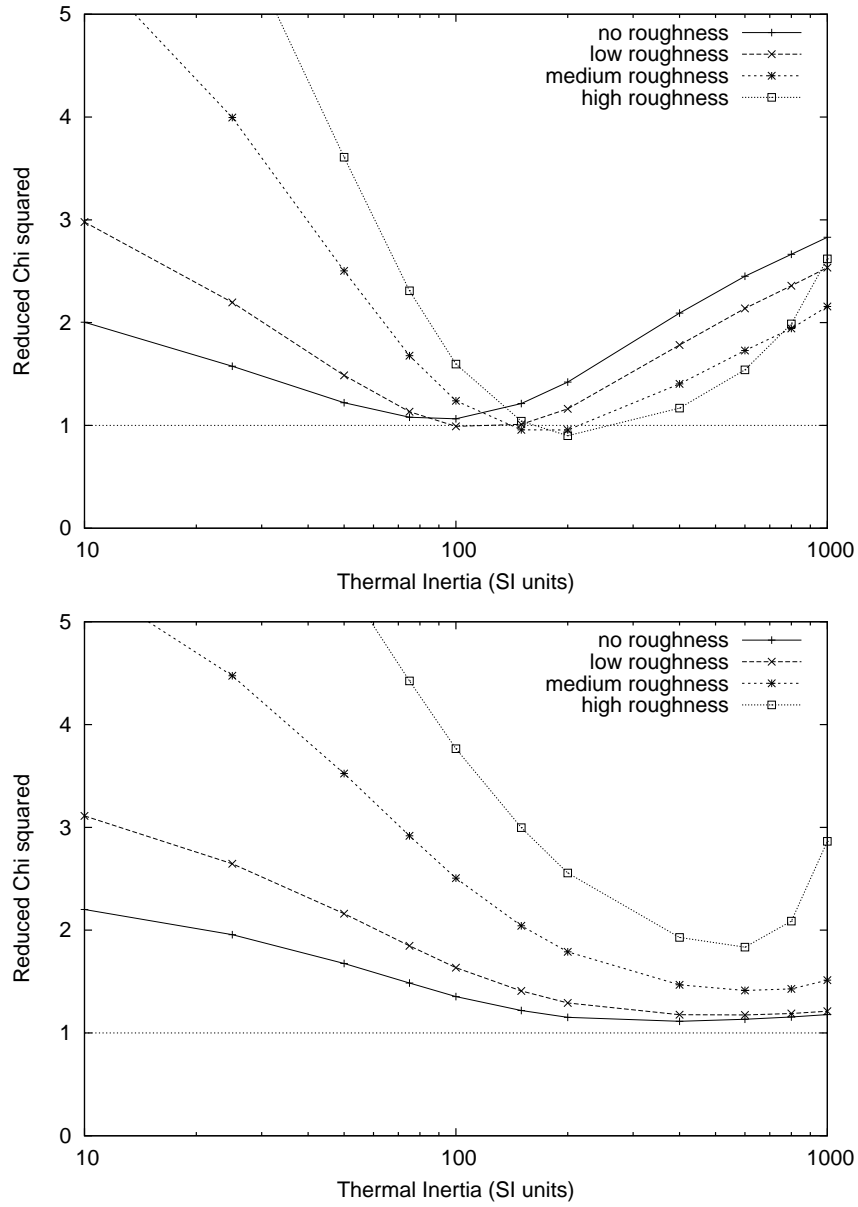 5
4
3
2
1
0
10
100
1000
Reduced Chi squared
Thermal Inertia (SI units)
no roughness
low roughness
medium roughness
high roughness
5
4
3
2
1
0
10
100
1000
Reduced Chi squared
Thermal Inertia (SI units)
no roughness
low roughness
medium roughness
high roughness